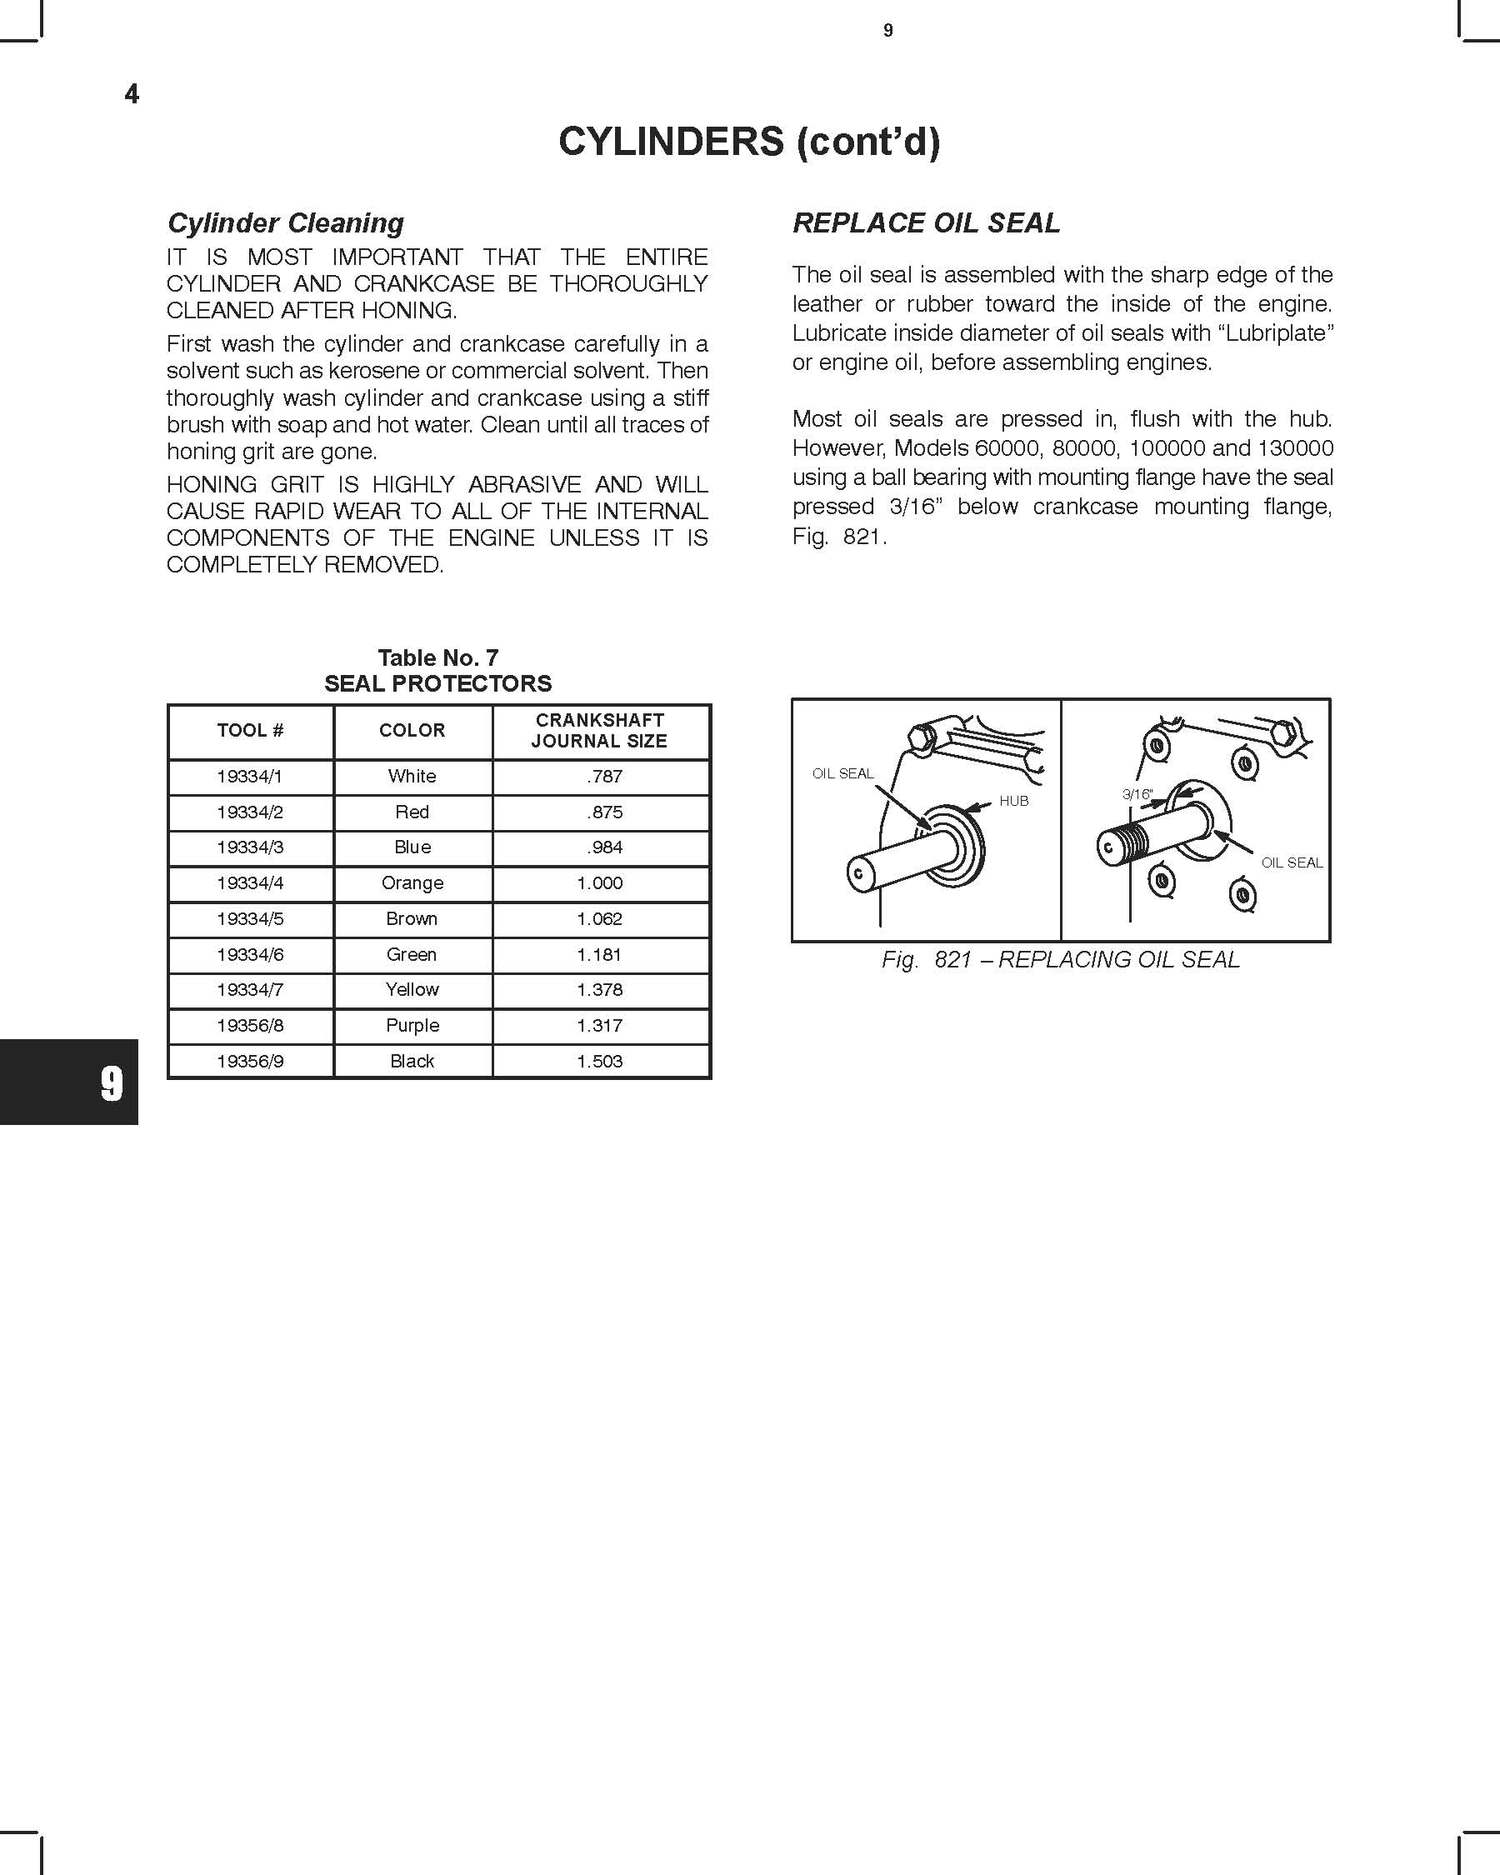 9
4
CYLINDERS (cont’d)
Cylinder Cleaning
IT IS MOST IMPORTANT THAT THE ENTIRE
CYLINDER AND CRANKCASE BE THOROUGHLY
CLEANED AFTER HONING.
First wash the cylinder and crankcase carefully in a
solvent such as kerosene or commercial solvent. Then
thoroughly wash cylinder and crankcase using a stiff
brush with soap and hot water. Clean until all traces of
honing grit are gone.
HONING GRIT IS HIGHLY ABRASIVE AND WILL
CAUSE RAPID WEAR TO ALL OF THE INTERNAL
COMPONENTS OF THE ENGINE UNLESS IT IS
COMPLETELY REMOVED.
REPLACE OIL SEAL
The oil seal is assembled with the sharp edge of the
leather or rubber toward the inside of the engine.
Lubricate inside diameter of oil seals with “Lubriplate”
or engine oil, before assembling engines.
Most oil seals are pressed in, flush with the hub.
However, Models 60000, 80000, 100000 and 130000
using a ball bearing with mounting flange have the seal
pressed 3/16” below crankcase mounting flange,
Fig. 821.
Table No. 7
SEAL PROTECTORS
TOOL # COLOR CRANKSHAFT JOURNAL SIZE
19334/1 White .787
19334/2 Red .875
19334/3 Blue .984
19334/4 Orange 1.000
19334/5 Brown 1.062
19334/6 Green 1.181
19334/7 Yellow 1.378
19356/8 Purple 1.317
19356/9 Black 1.503
OIL SEAL
HUB
3/16"
OIL SEAL
Fig. 821 – REPLACING OIL SEAL
9